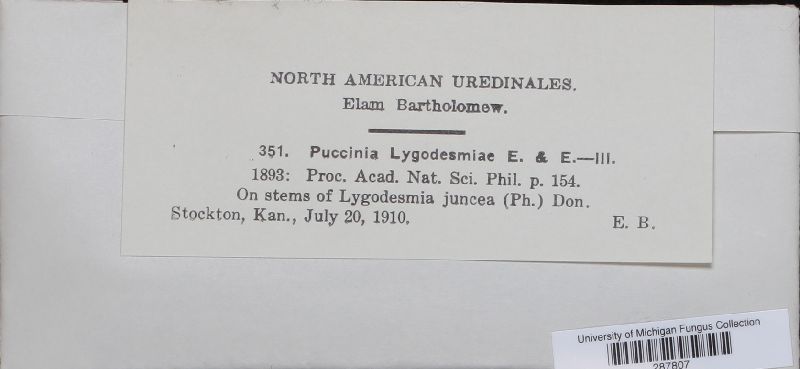 NORTH AMERICAN UREDINALES.
Elam Bartholomew.
351. Puccinia Lygodesmiae E. & E.—III.
1893: Proc. Acad. Nat. Sci. Phil. p. 154.
On stems of Lygodesmia juncea (Ph.) Don.
Stockton, Kan., July 20, 1910.
E. B.
University of Michigan Fungus Collection
287807